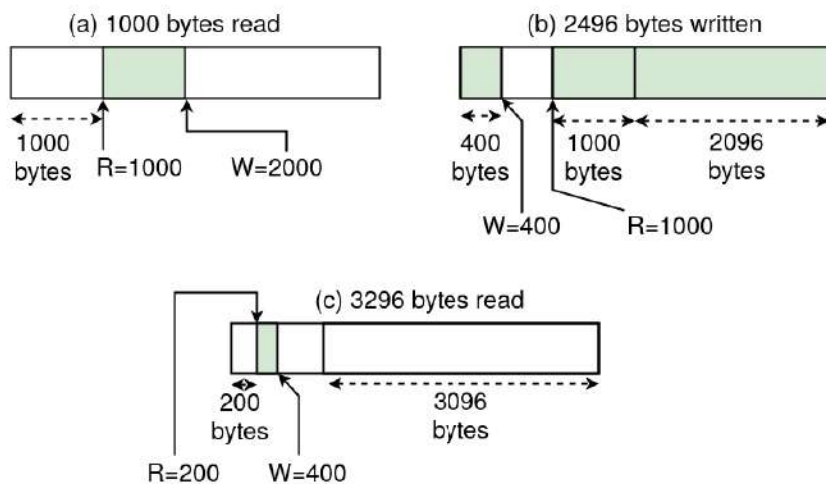 (a) 1000 bytes read
1000
bytes
R=1000
W=2000
(b) 2496 bytes written
400
bytes
1000
bytes
2096
bytes
W=400
R=1000
(c) 3296 bytes read
200
bytes
3096
bytes
R=200
W=400